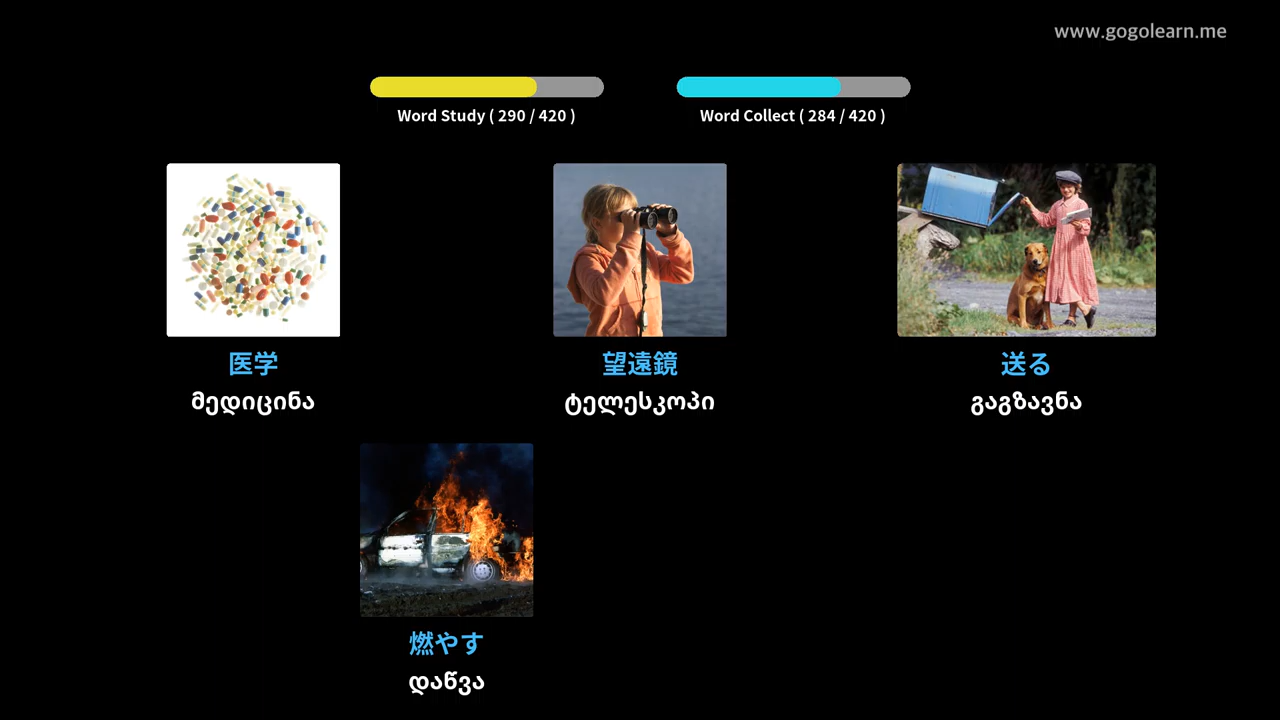 www.gogolearn.me
Word Study ( 290 / 420 )
Word Collect ( 284 / 420 )
医学
მედიცინა
望遠鏡
ტელესკოპი
送る
გაგზავნა
燃やす
დაწვა